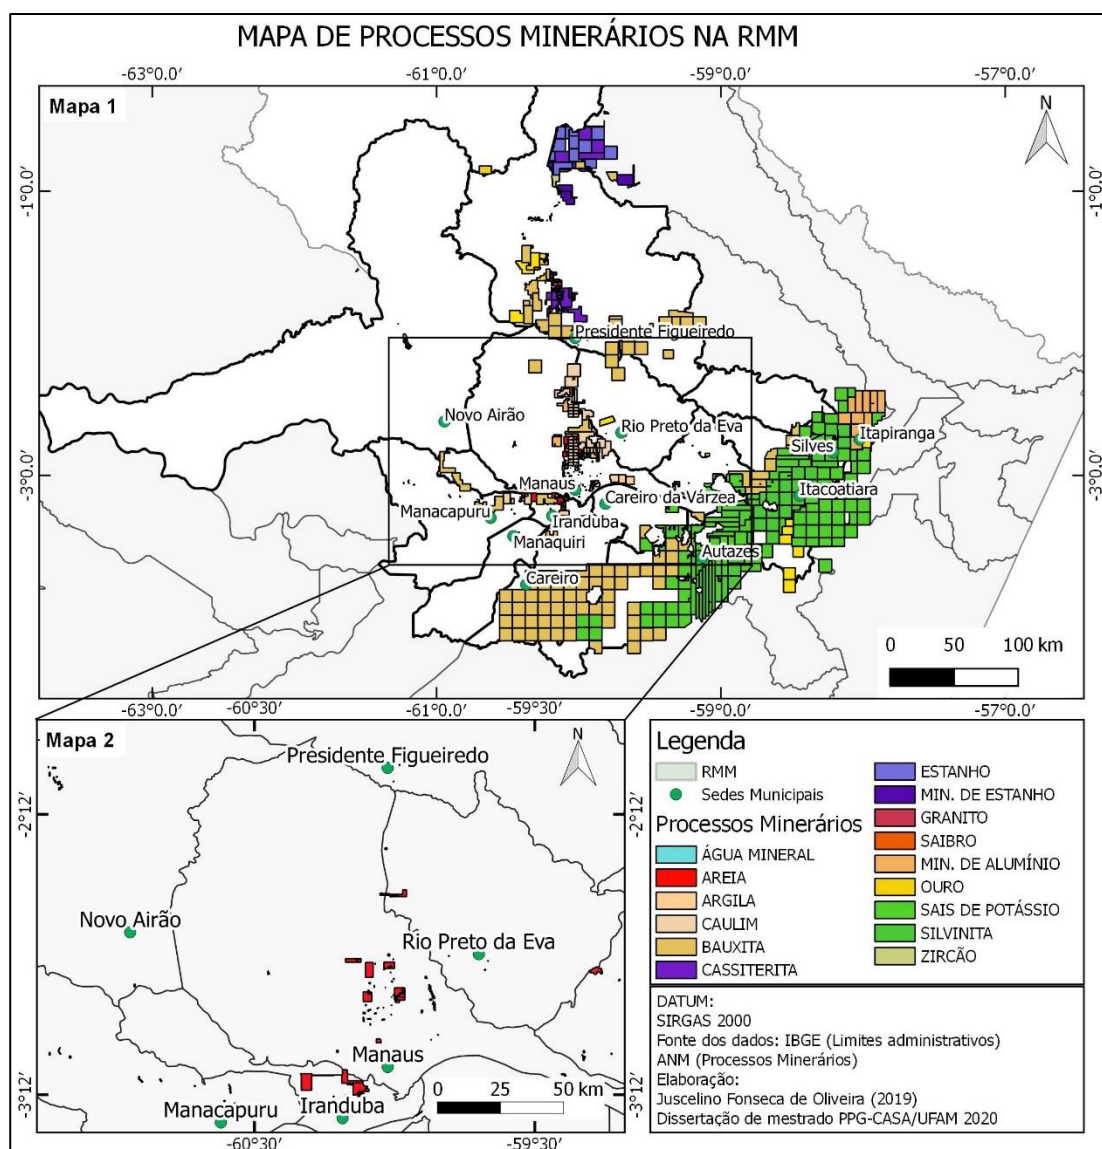 MAPA DE PROCESSOS MINERÁRIOS NA RMM
-63°0.0′ -61°0.0′ -59°0.0′ -57°0.0′
Mapa 1
N
-1°0.0′ -1°0.0′
Presidente Figueiredo
Novo Airão
Rio Preto da Eva
Itapiranga
Silves
-3°0.0′ -3°0.0′
Manaus
Careiro da Várzea
Itacoatiara
Manacapuru
Iranduba
Manaquiri
Autazes
Careiro
0 50 100 km
-63°0.0′ -61°0.0′ -59°0.0′ -57°0.0′
-60°30′ -59°30′
Mapa 2
N
Presidente Figueiredo
-2°12′ -2°12′
Novo Airão
Rio Preto da Eva
Manaus
0 25 50 km
-3°12′ -3°12′
Manacapuru
Iranduba
-60°30′ -59°30′
Legenda
RMM
Sedes Municipais
Processos Minerários
ÁGUA MINERAL
AREIA
ARGILA
CAULIM
BAUXITA
CASSITERITA
ESTANHO
MIN. DE ESTANHO
GRANITO
SAIBRO
MIN. DE ALUMÍNIO
OURO
SAIS DE POTÁSSIO
SILVINITA
ZIRCÃO
DATUM:
SIRGAS 2000
Fonte dos dados: IBGE (Limites administrativos)
ANM (Processos Minerários)
Elaboração:
Juscelino Fonseca de Oliveira (2019)
Dissertação de mestrado PPG-CASA/UFAM 2020